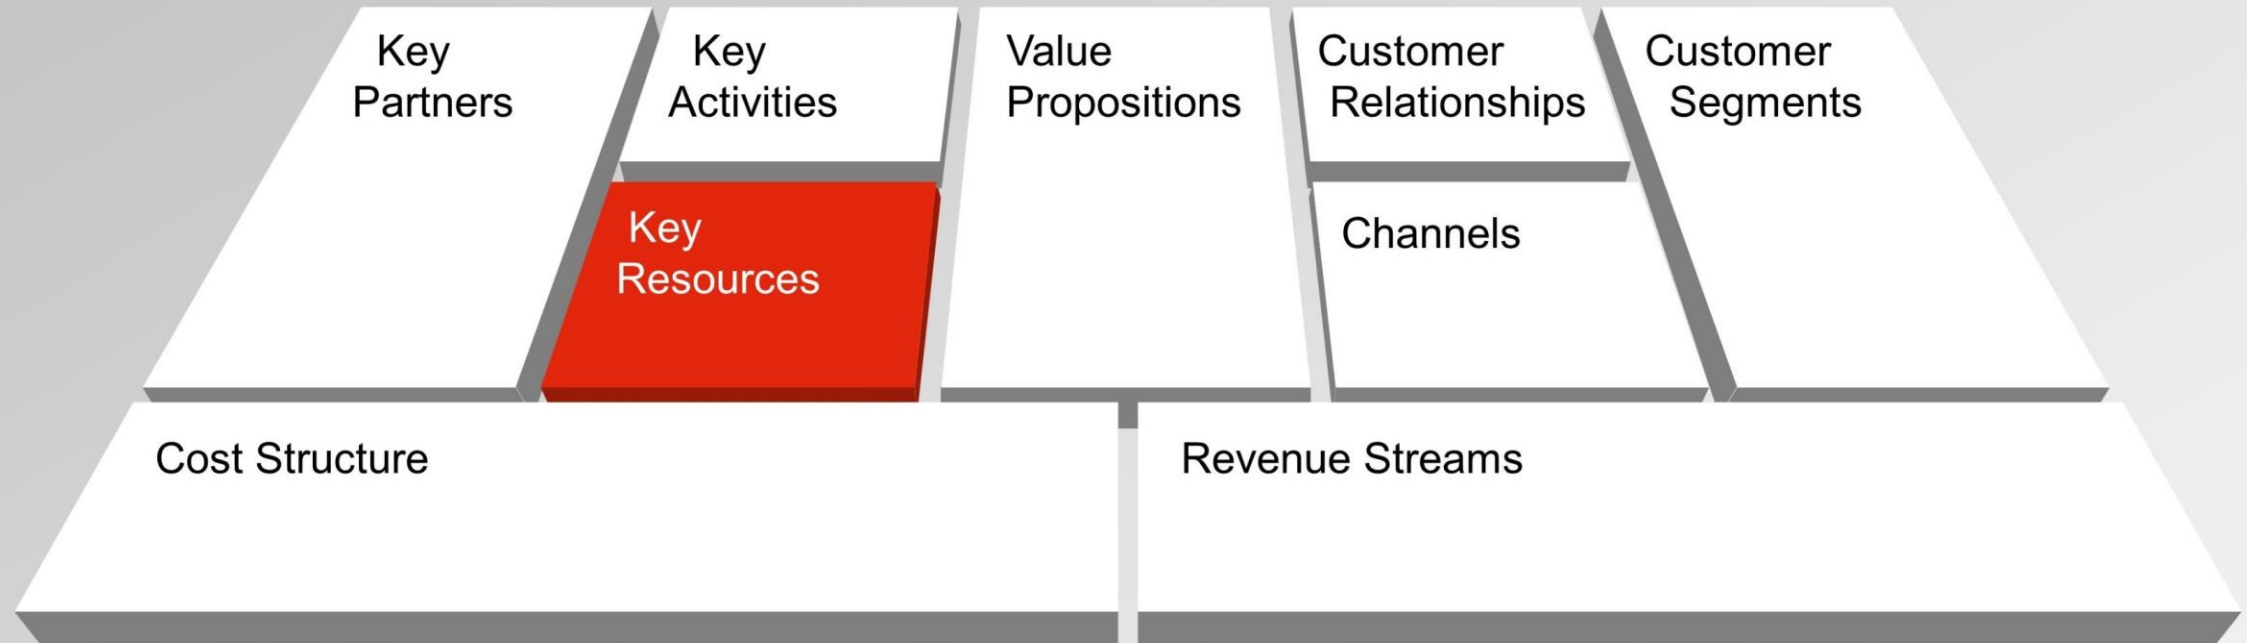 Key
Partners
Key
Activities
Value
Propositions
Customer
Relationships
Customer
Segments
Key
Resources
Channels
Cost Structure
Revenue Streams